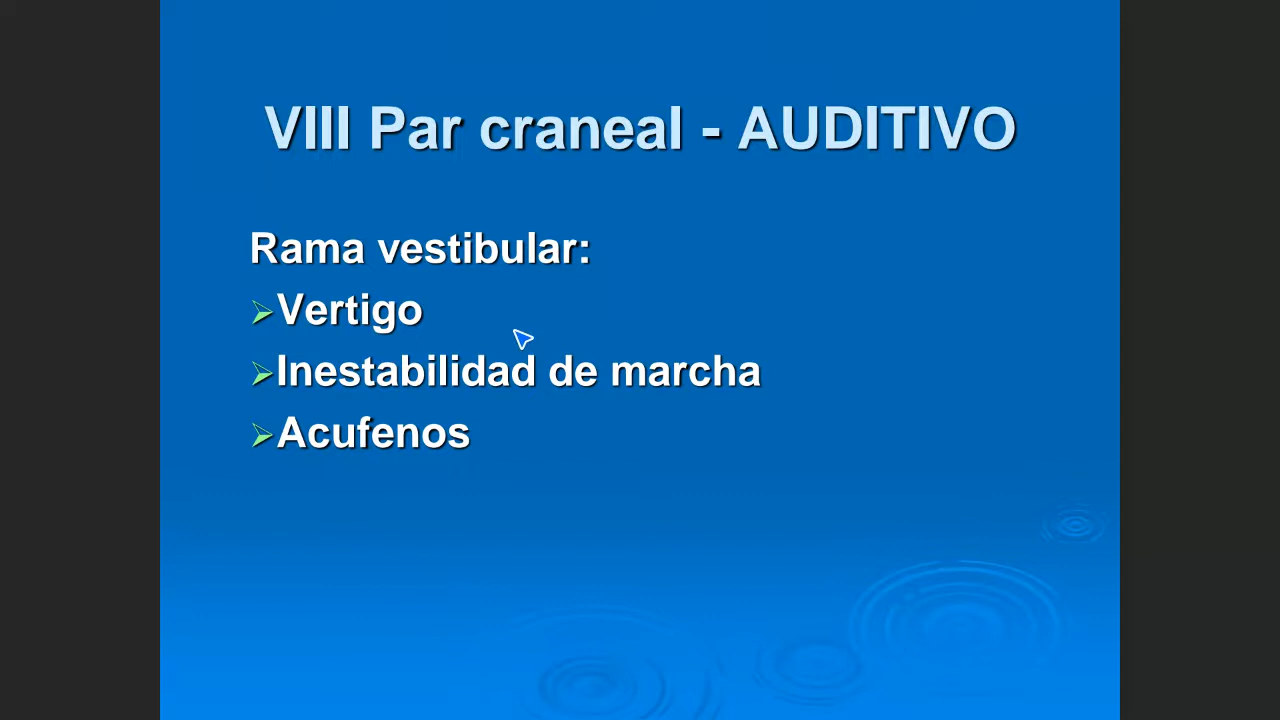 VIII Par craneal - AUDITIVO
Rama vestibular:
Vertigo
Inestabilidad de marcha
Acufenos